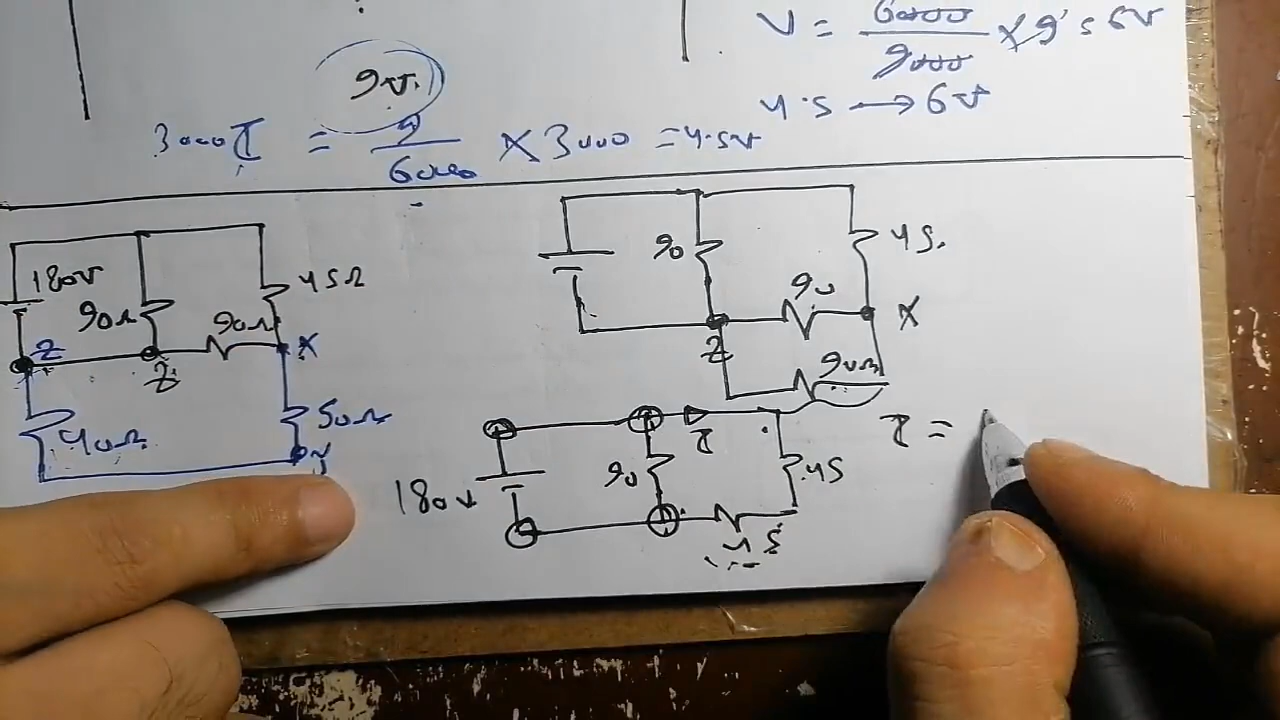 V = 6000/9000 × 9 = 6V
9V
4.5 → 6V
3000 I = 9/6000 × 3000 = 4.5V
180V
90Ω
90Ω
45Ω
X
Z
Z
40Ω
50Ω
Y
90
45
90
X
Z
90Ω
180V
90
I
45
45
I =